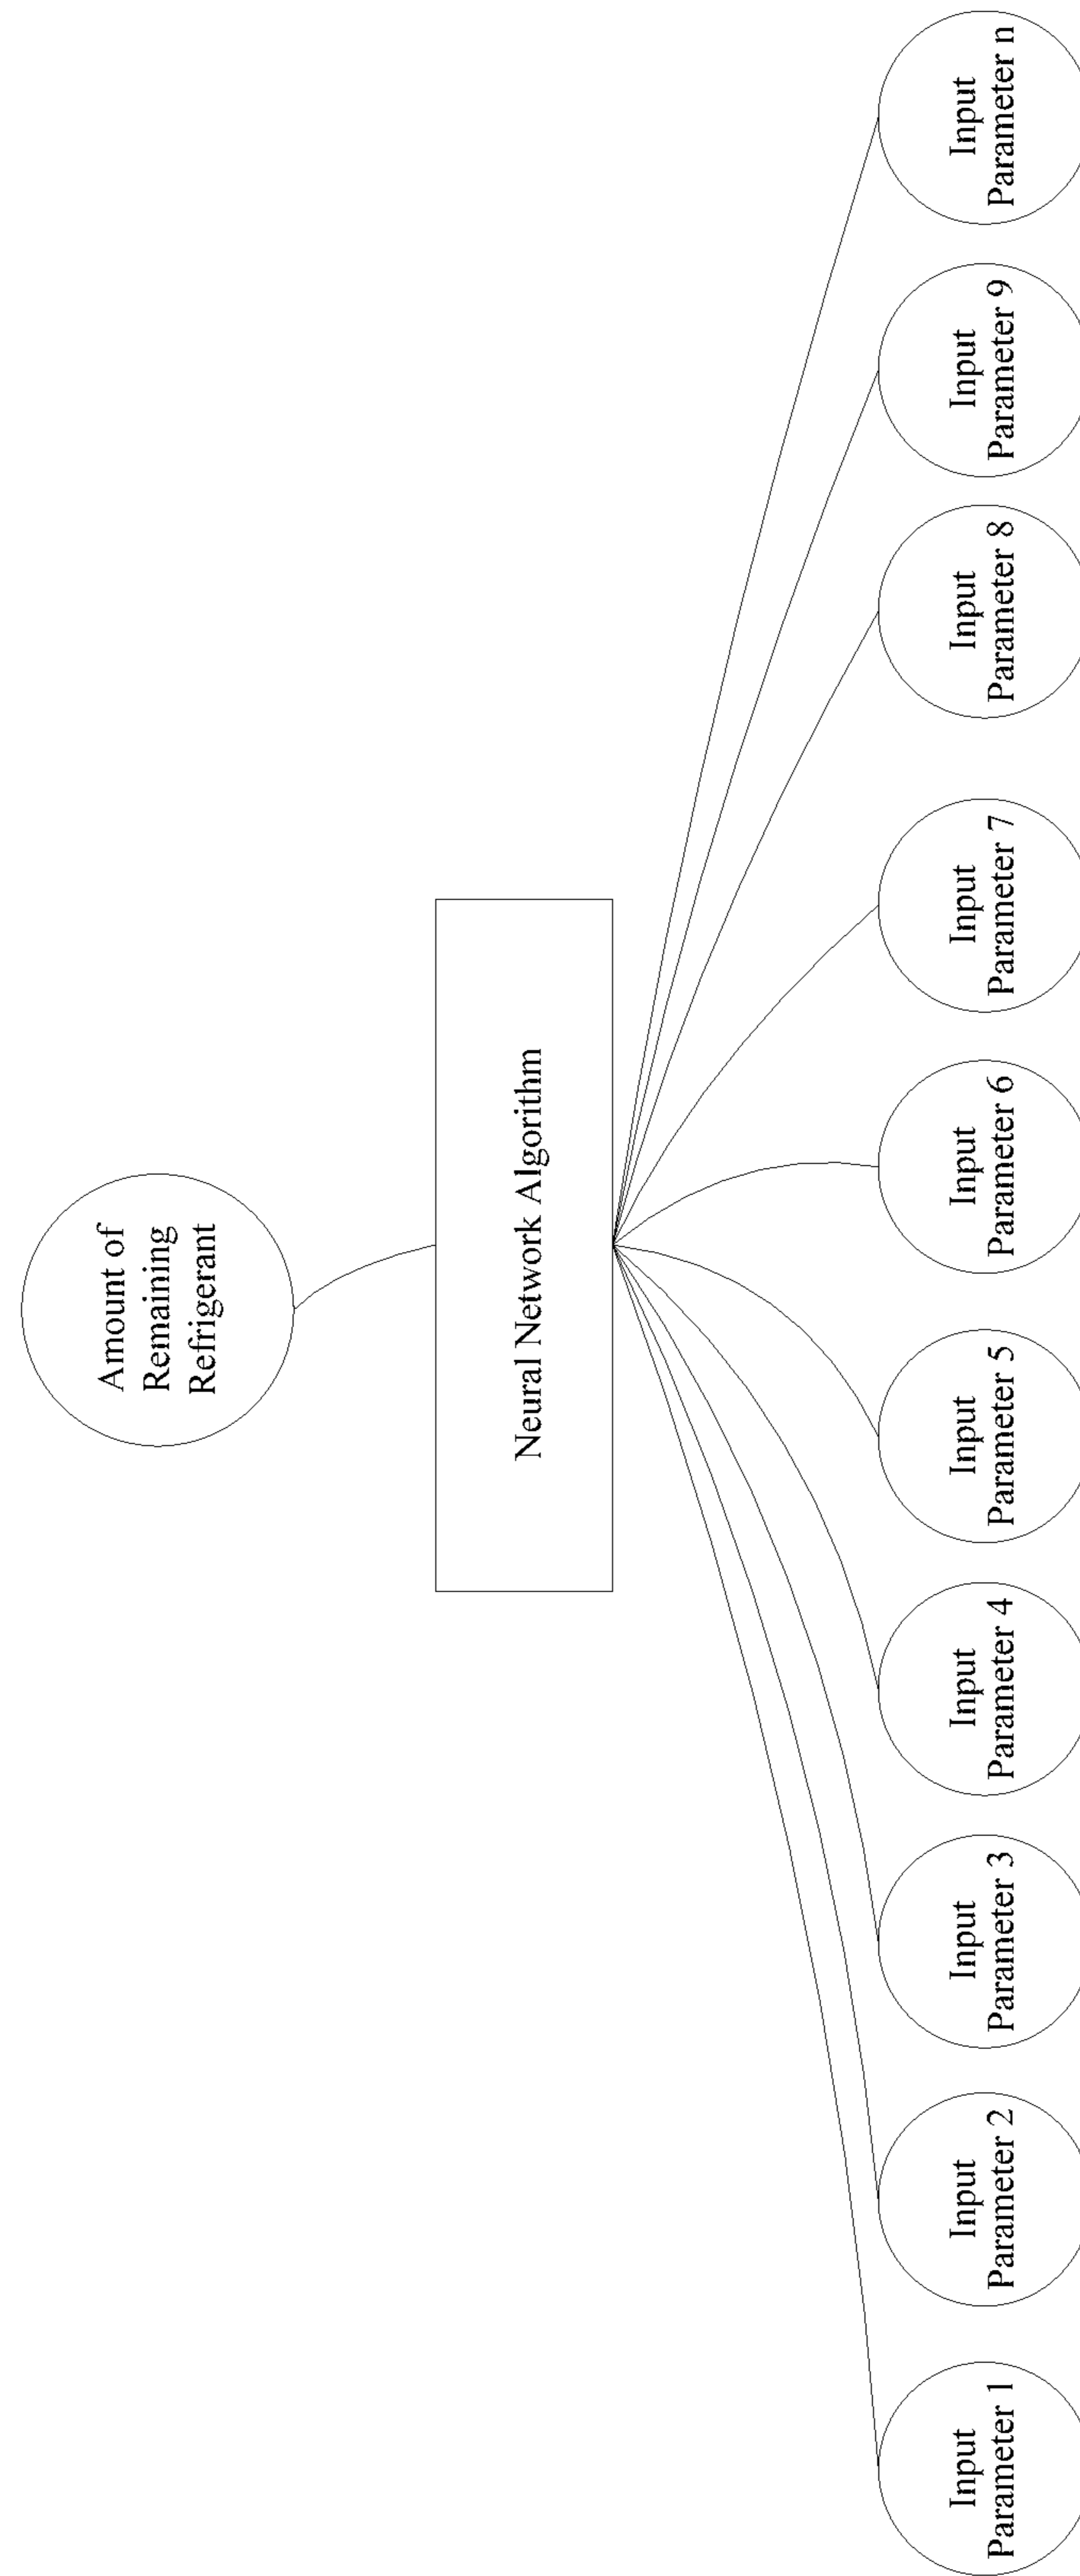 Amount of
Remaining
Refrigerant
Neural Network Algorithm
Input
Parameter 1
Input
Parameter 2
Input
Parameter 3
Input
Parameter 4
Input
Parameter 5
Input
Parameter 6
Input
Parameter 7
Input
Parameter 8
Input
Parameter 9
Input
Parameter n